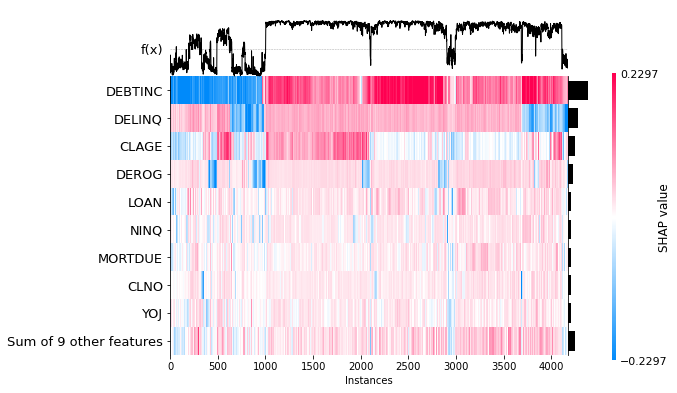 f(x)
0.2297
DEBTINC
DELINQ
CLAGE
DEROG
LOAN
NINQ
MORTDUE
CLNO
YOJ
Sum of 9 other features
SHAP value
−0.2297
0 500 1000 1500 2000 2500 3000 3500 4000
Instances